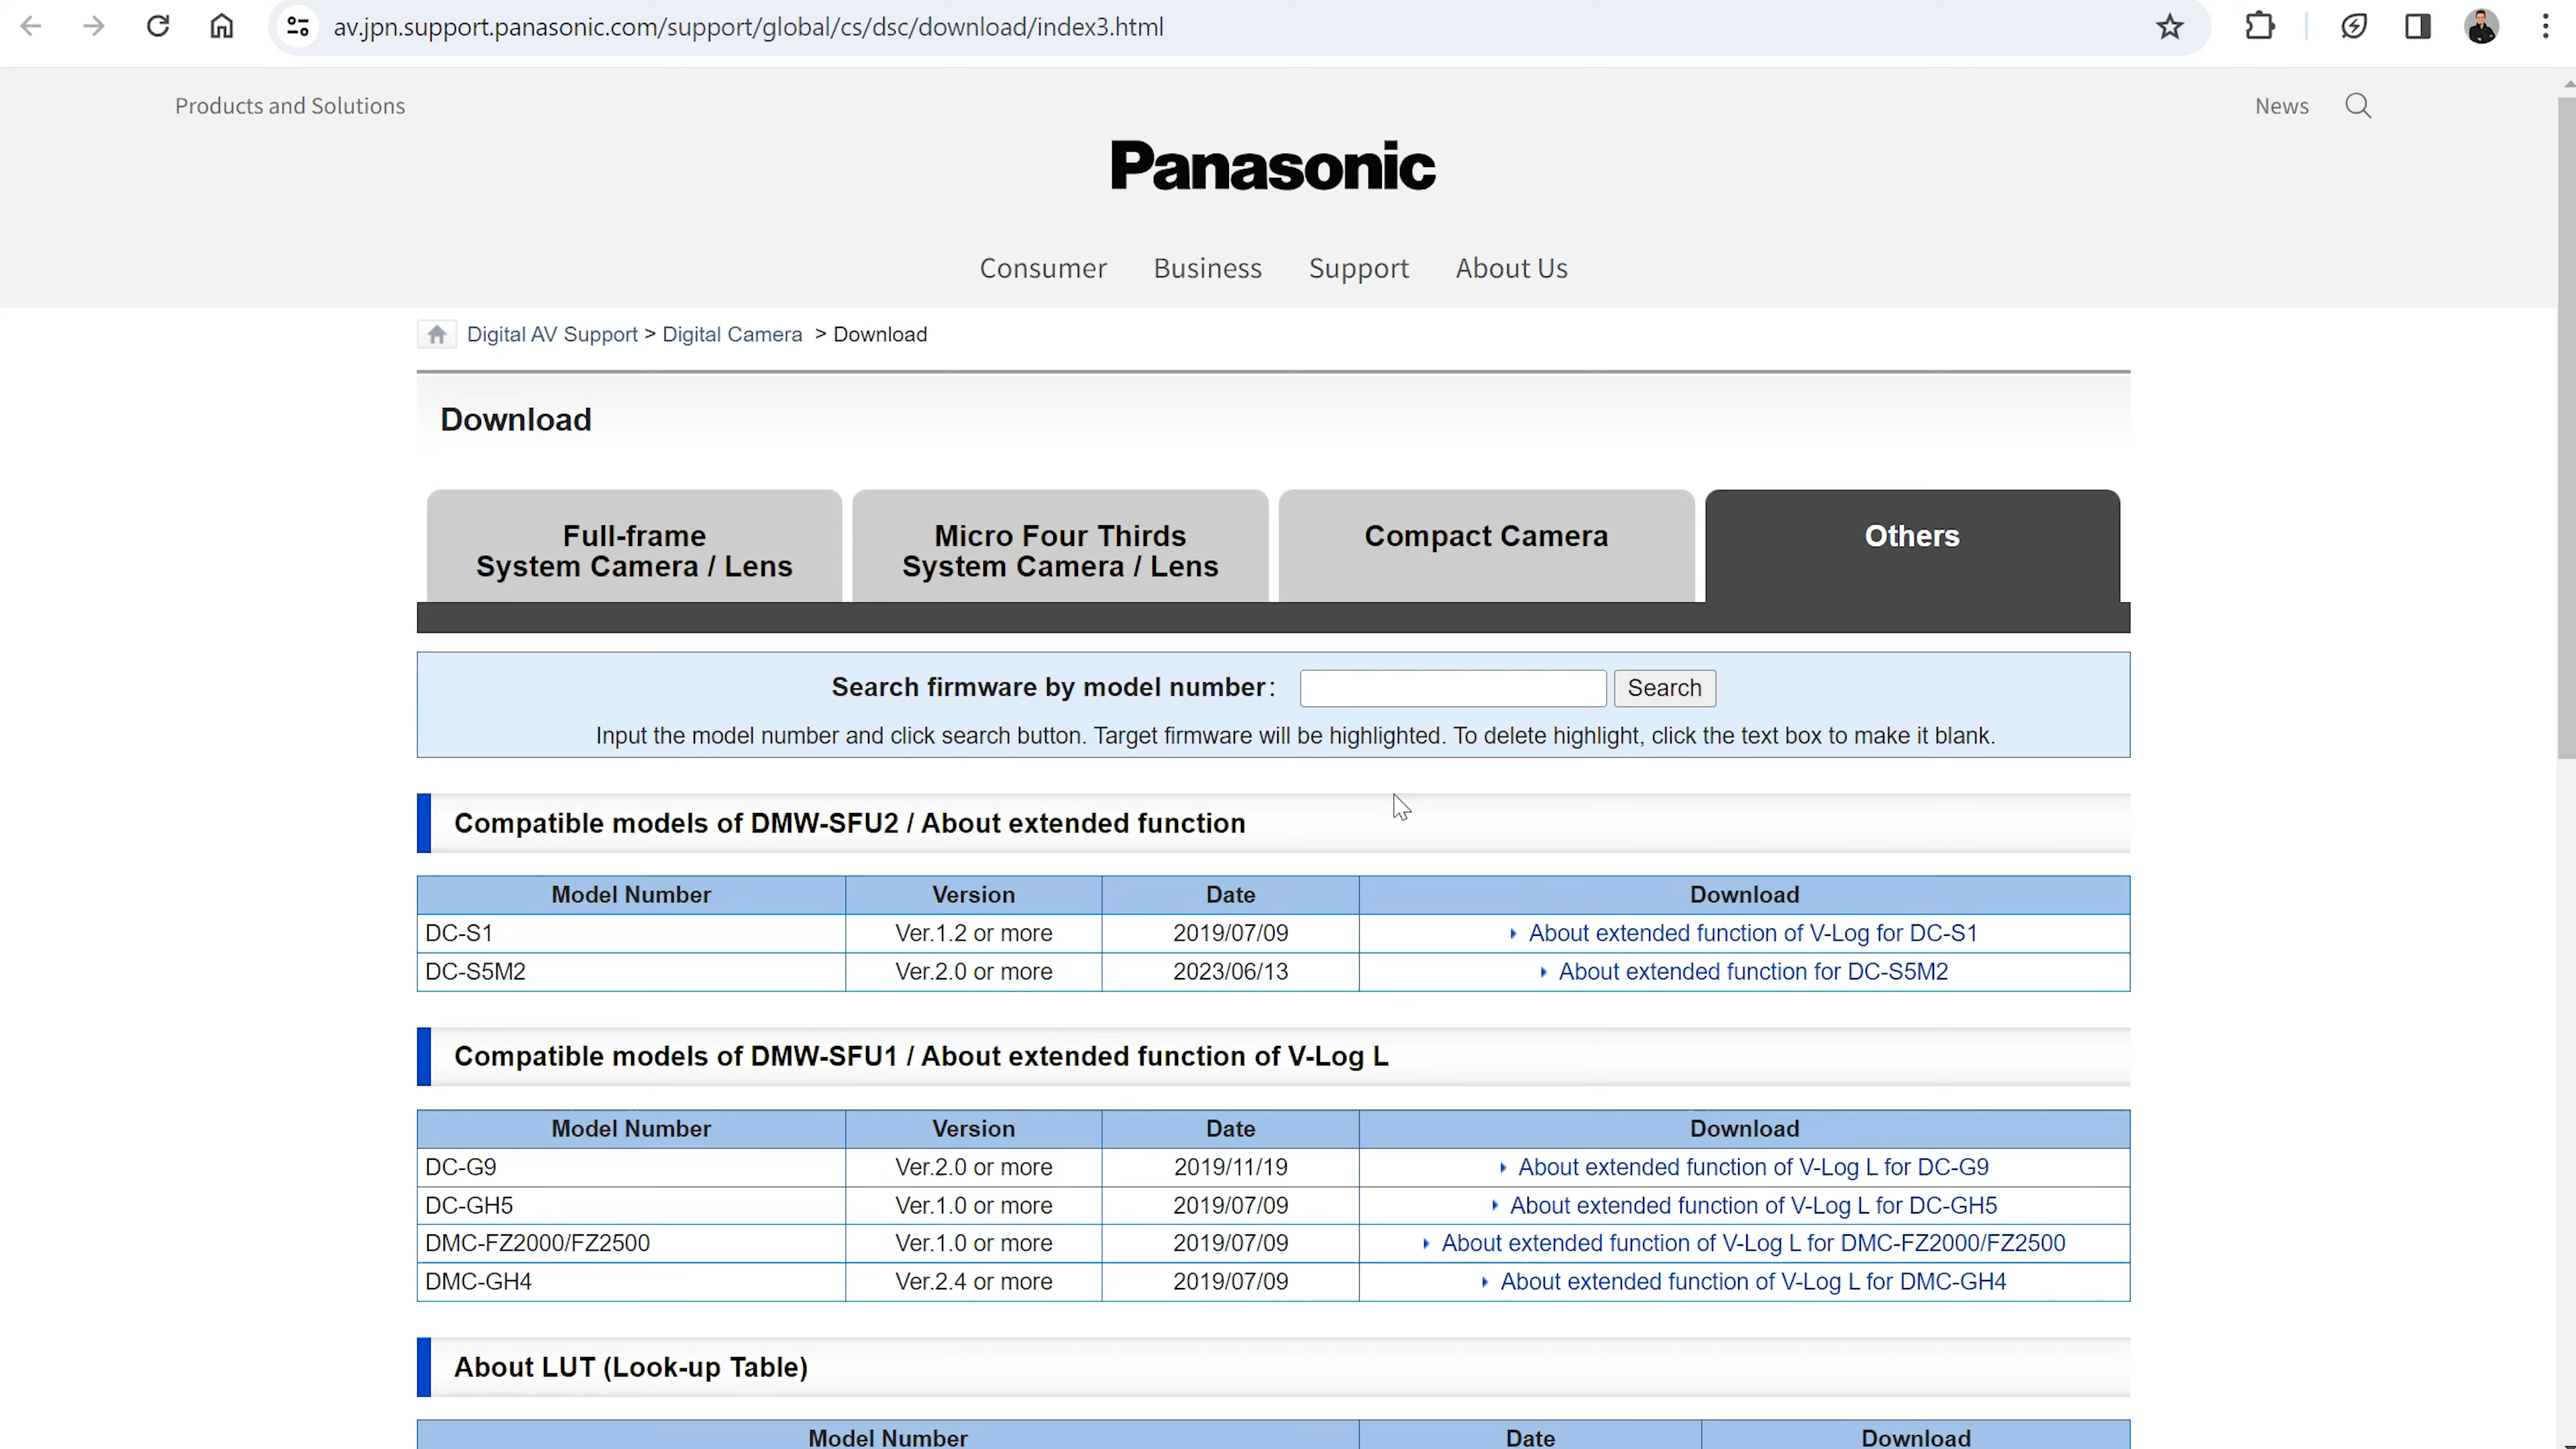 av.jpn.support.panasonic.com/support/global/cs/dsc/download/index3.html
Products and Solutions
News
Panasonic
Consumer Business Support About Us
Digital AV Support > Digital Camera > Download
Download
Full-frame
System Camera / Lens
Micro Four Thirds
System Camera / Lens
Compact Camera
Others
Search firmware by model number: Search
Input the model number and click search button. Target firmware will be highlighted. To delete highlight, click the text box to make it blank.
Compatible models of DMW-SFU2 / About extended function
Model Number Version Date Download
DC-S1 Ver.1.2 or more 2019/07/09 About extended function of V-Log for DC-S1
DC-S5M2 Ver.2.0 or more 2023/06/13 About extended function for DC-S5M2
Compatible models of DMW-SFU1 / About extended function of V-Log L
Model Number Version Date Download
DC-G9 Ver.2.0 or more 2019/11/19 About extended function of V-Log L for DC-G9
DC-GH5 Ver.1.0 or more 2019/07/09 About extended function of V-Log L for DC-GH5
DMC-FZ2000/FZ2500 Ver.1.0 or more 2019/07/09 About extended function of V-Log L for DMC-FZ2000/FZ2500
DMC-GH4 Ver.2.4 or more 2019/07/09 About extended function of V-Log L for DMC-GH4
About LUT (Look-up Table)
Model Number Date Download